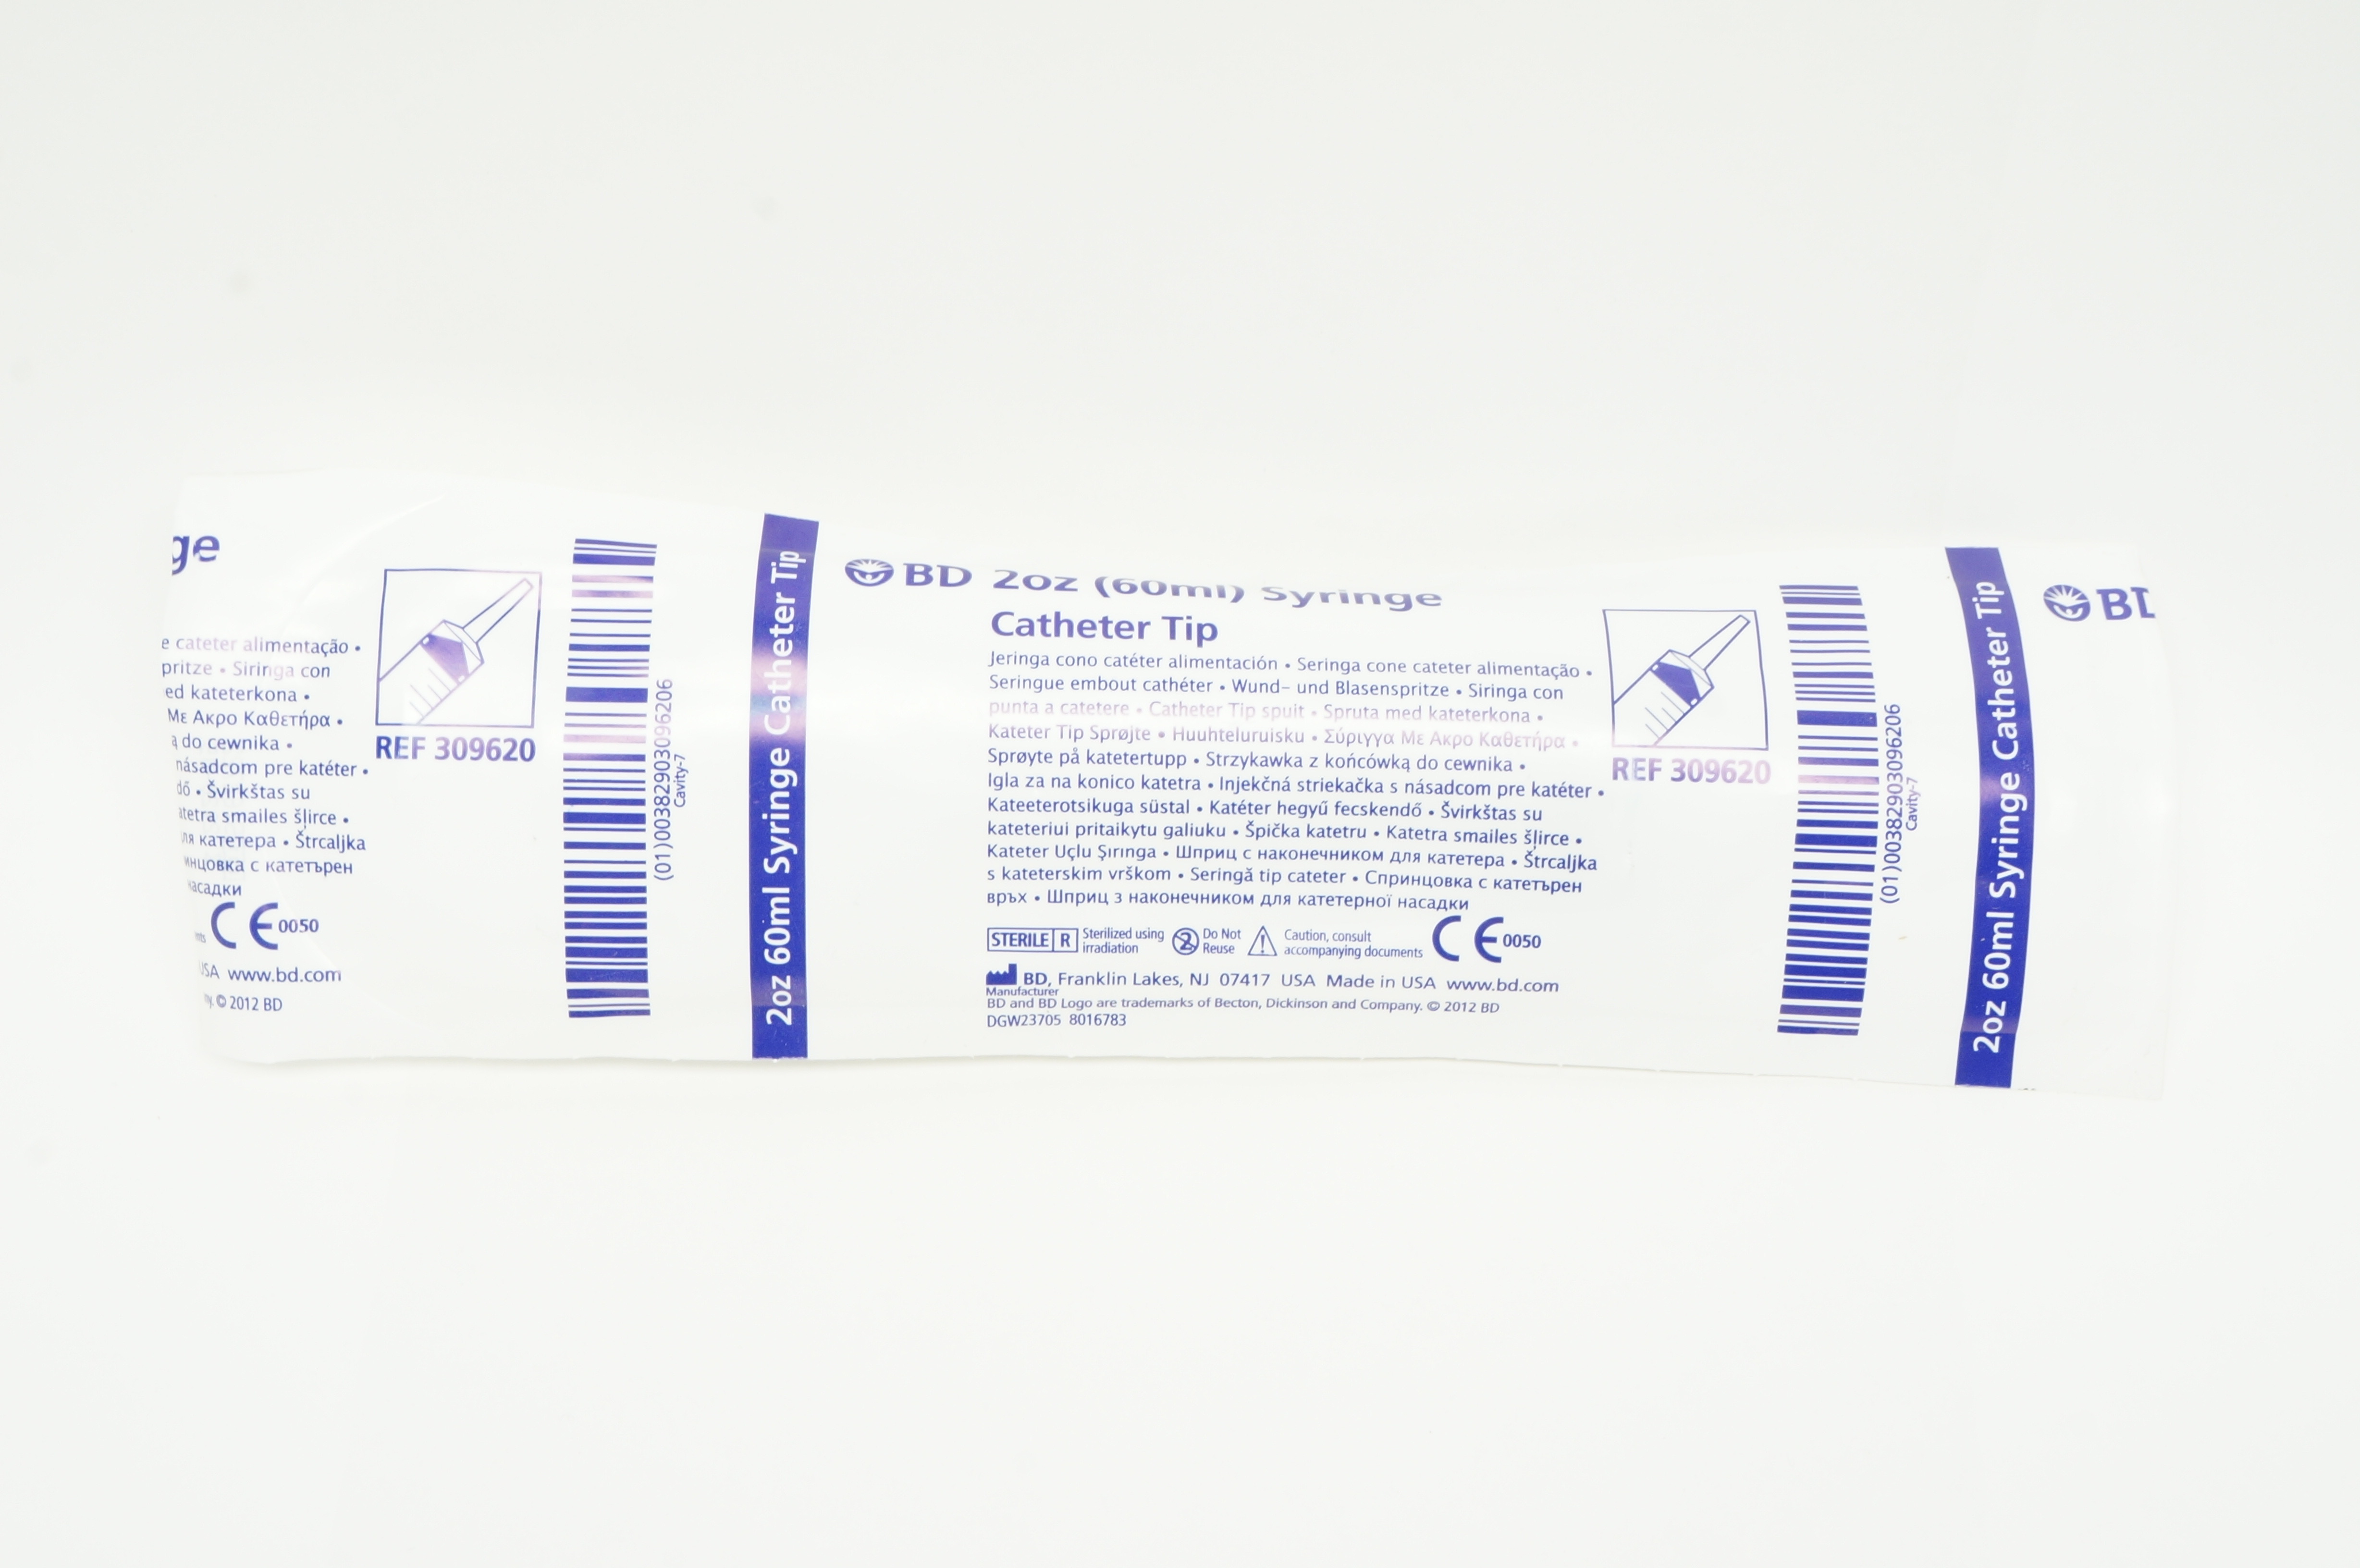 ge
e cateter alimentação •
pritze • Siringa con
ed kateterkona •
Με Ακρο Καθετήρα •
ą do cewnika •
násadcom pre katéter •
dő • Švirkštas su
atetra smailes šļirce •
ля катетера • Štrcaljka
инцовка с катетърен
асадки
CE 0050
USA www.bd.com
y. © 2012 BD
REF 309620
(01)00382903096206
Cavity-7
2oz 60ml Syringe Catheter Tip
BD 2oz (60ml) Syringe
Catheter Tip
Jeringa cono catéter alimentación • Seringa cone cateter alimentação •
Seringue embout cathéter • Wund- und Blasenspritze • Siringa con
punta a catetere • Catheter Tip spuit • Spruta med kateterkona •
Kateter Tip Sprøjte • Huuhteluruisku • Σύριγγα Με Ακρο Καθετήρα •
Sprøyte på katetertupp • Strzykawka z końcówką do cewnika •
Igla za na konico katetra • Injekčná striekačka s násadcom pre katéter •
Kateeterotsikuga süstal • Katéter hegyű fecskendő • Švirkštas su
kateteriui pritaikytu galiuku • Špička katetru • Katetra smailes šļirce •
Kateter Uçlu Şırınga • Шприц с наконечником для катетера • Štrcaljka
s kateterskim vrškom • Seringă tip cateter • Спринцовка с катетърен
връх • Шприц з наконечником для катетерної насадки
STERILE R Sterilized using irradiation 2 Do Not Reuse Caution, consult accompanying documents CE 0050
BD, Franklin Lakes, NJ 07417 USA Made in USA www.bd.com
Manufacturer
BD and BD Logo are trademarks of Becton, Dickinson and Company. © 2012 BD
DGW23705 8016783
REF 309620
(01)00382903096206
Cavity-7
2oz 60ml Syringe Catheter Tip
BD